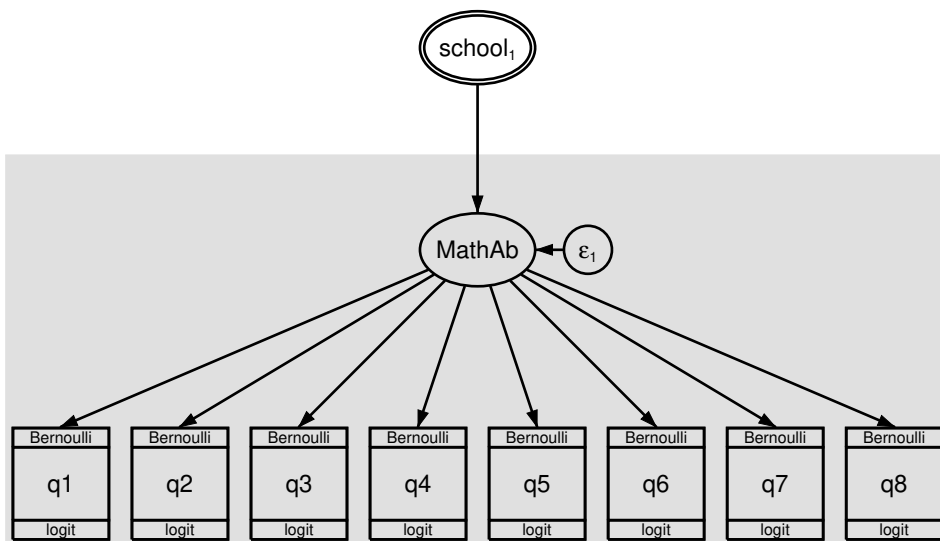 school₁
MathAb
ε₁
Bernoulli Bernoulli Bernoulli Bernoulli Bernoulli Bernoulli Bernoulli Bernoulli
q1 q2 q3 q4 q5 q6 q7 q8
logit logit logit logit logit logit logit logit